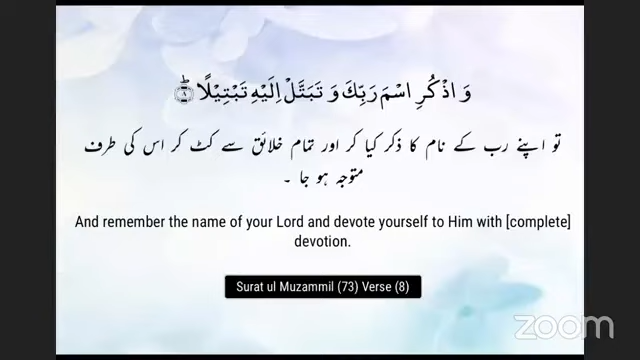 وَ اذْكُرِ اسْمَ رَبِّكَ وَ تَبَتَّلْ اِلَیْهِ تَبْتِیْلًا ﴿۸﴾ؕ
تو اپنے رب کے نام کا ذکر کیا کر اور تمام خلائق سے کٹ کر اس کی طرف
متوجہ ہو جا ۔
And remember the name of your Lord and devote yourself to Him with [complete]
devotion.
Surat ul Muzammil (73) Verse (8)
zoom